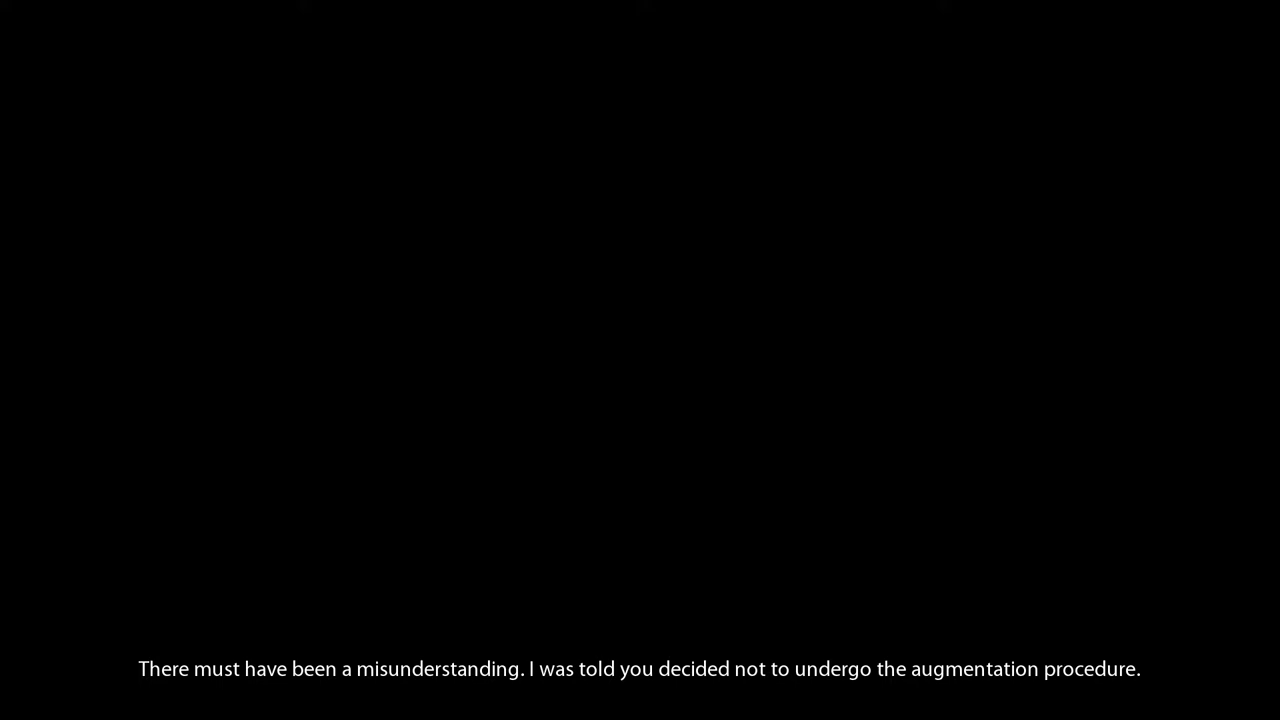 There must have been a misunderstanding. I was told you decided not to undergo the augmentation procedure.